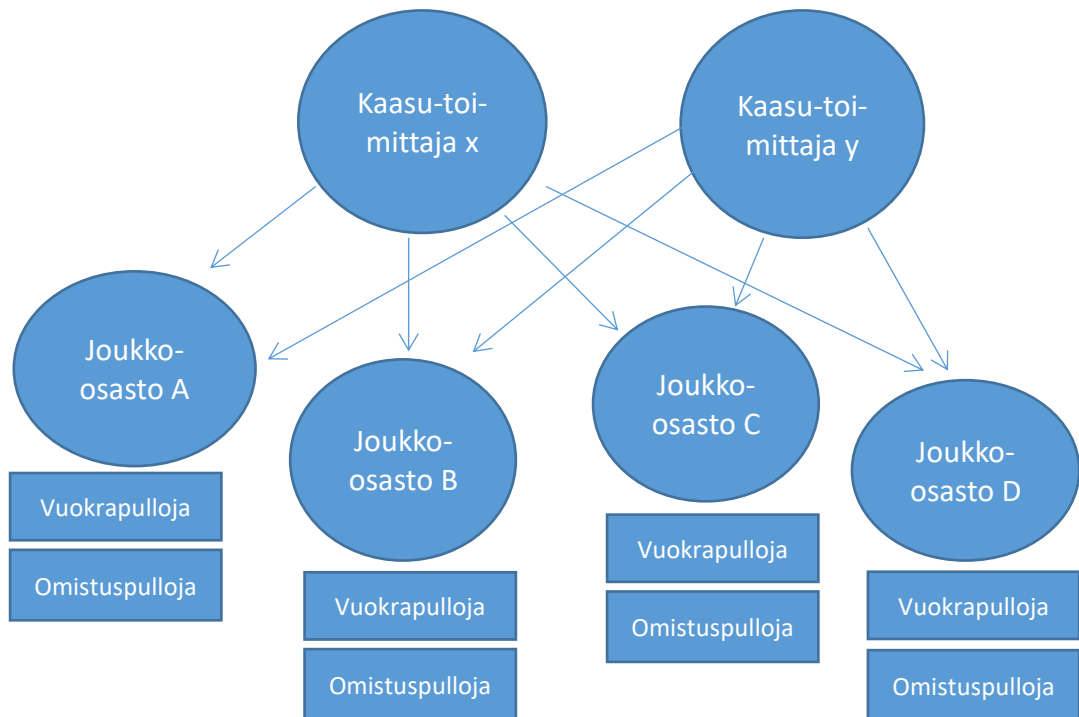 Kaasu-toi-
mittaja x
Kaasu-toi-
mittaja y
Joukko-
osasto A
Joukko-
osasto B
Joukko-
osasto C
Joukko-
osasto D
Vuokrapulloja
Omistuspulloja
Vuokrapulloja
Omistuspulloja
Vuokrapulloja
Omistuspulloja
Vuokrapulloja
Omistuspulloja